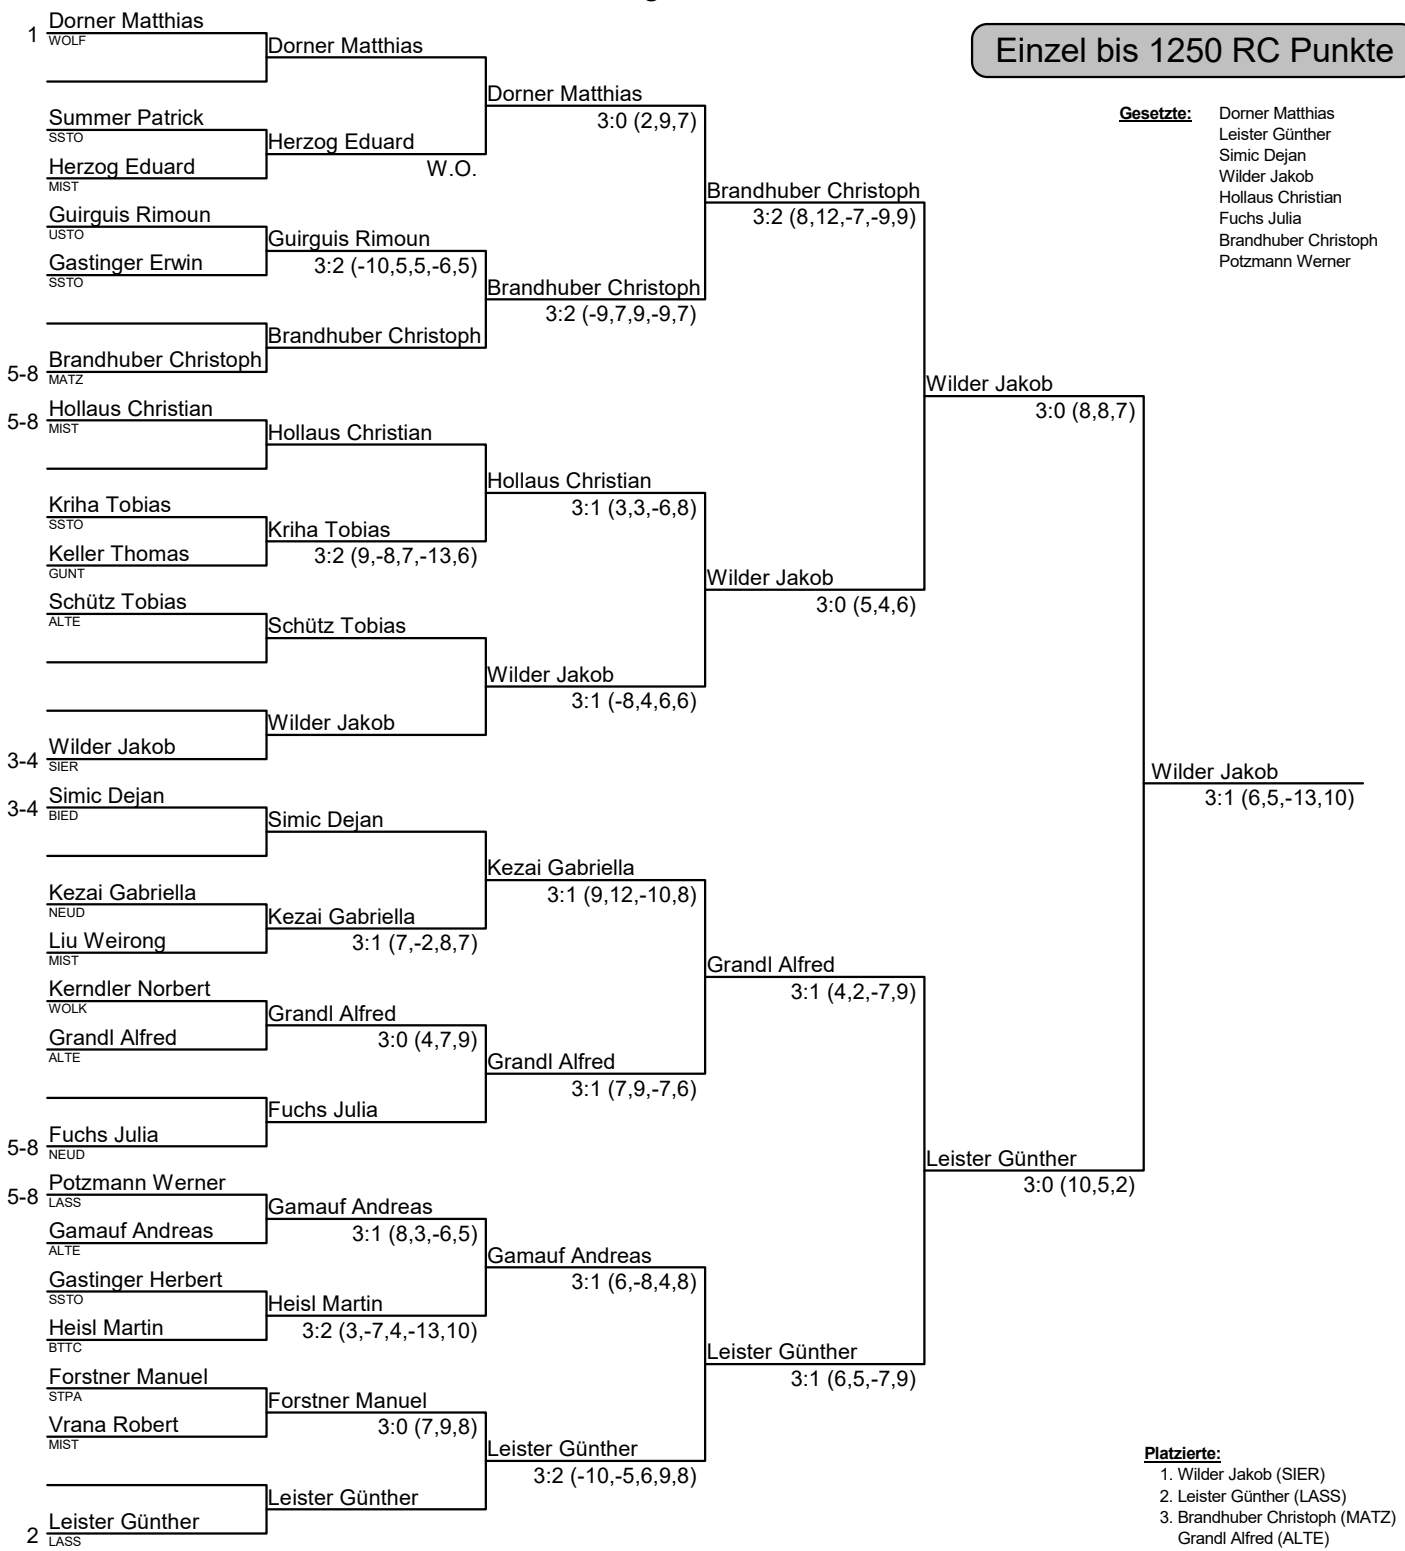 Einzel bis 1250 RC Punkte
Gesetzte: Dorner Matthias
Leister Günther
Simic Dejan
Wilder Jakob
Hollaus Christian
Fuchs Julia
Brandhuber Christoph
Potzmann Werner
1 Dorner Matthias
WOLF
Summer Patrick
SSTO
Herzog Eduard
MIST
Guirguis Rimoun
USTO
Gastinger Erwin
SSTO
5-8 Brandhuber Christoph
MATZ
5-8 Hollaus Christian
MIST
Kriha Tobias
SSTO
Keller Thomas
GUNT
Schütz Tobias
ALTE
3-4 Wilder Jakob
SIER
3-4 Simic Dejan
BIED
Kezai Gabriella
NEUD
Liu Weirong
MIST
Kerndler Norbert
WOLK
Grandl Alfred
ALTE
5-8 Fuchs Julia
NEUD
5-8 Potzmann Werner
LASS
Gamauf Andreas
ALTE
Gastinger Herbert
SSTO
Heisl Martin
BTTC
Forstner Manuel
STPA
Vrana Robert
MIST
2 Leister Günther
LASS
Dorner Matthias
Herzog Eduard
W.O.
Guirguis Rimoun
3:2 (-10,5,5,-6,5)
Brandhuber Christoph
Hollaus Christian
Kriha Tobias
3:2 (9,-8,7,-13,6)
Schütz Tobias
Wilder Jakob
Simic Dejan
Kezai Gabriella
3:1 (7,-2,8,7)
Grandl Alfred
3:0 (4,7,9)
Fuchs Julia
Gamauf Andreas
3:1 (8,3,-6,5)
Heisl Martin
3:2 (3,-7,4,-13,10)
Forstner Manuel
3:0 (7,9,8)
Leister Günther
Dorner Matthias
3:0 (2,9,7)
Brandhuber Christoph
3:2 (-9,7,9,-9,7)
Hollaus Christian
3:1 (3,3,-6,8)
Wilder Jakob
3:1 (-8,4,6,6)
Kezai Gabriella
3:1 (9,12,-10,8)
Grandl Alfred
3:1 (7,9,-7,6)
Gamauf Andreas
3:1 (6,-8,4,8)
Leister Günther
3:2 (-10,-5,6,9,8)
Brandhuber Christoph
3:2 (8,12,-7,-9,9)
Wilder Jakob
3:0 (5,4,6)
Grandl Alfred
3:1 (4,2,-7,9)
Leister Günther
3:1 (6,5,-7,9)
Wilder Jakob
3:0 (8,8,7)
Leister Günther
3:0 (10,5,2)
Wilder Jakob
3:1 (6,5,-13,10)
Platzierte:
1. Wilder Jakob (SIER)
2. Leister Günther (LASS)
3. Brandhuber Christoph (MATZ)
Grandl Alfred (ALTE)